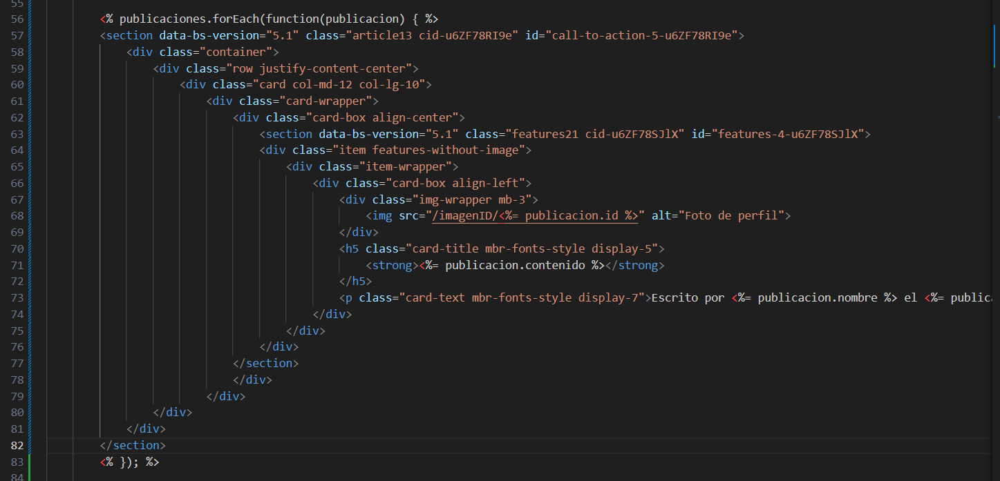 55
56 <% publicaciones.forEach(function(publicacion) { %>
57 <section data-bs-version="5.1" class="article13 cid-u6ZF78RI9e" id="call-to-action-5-u6ZF78RI9e">
58 <div class="container">
59 <div class="row justify-content-center">
60 <div class="card col-md-12 col-lg-10">
61 <div class="card-wrapper">
62 <div class="card-box align-center">
63 <section data-bs-version="5.1" class="features21 cid-u6ZF78SJlX" id="features-4-u6ZF78SJlX">
64 <div class="item features-without-image">
65 <div class="item-wrapper">
66 <div class="card-box align-left">
67 <div class="img-wrapper mb-3">
68 <img src="/imagenID/<%= publicacion.id %>" alt="Foto de perfil">
69 </div>
70 <h5 class="card-title mbr-fonts-style display-5">
71 <strong><%= publicacion.contenido %></strong>
72 </h5>
73 <p class="card-text mbr-fonts-style display-7">Escrito por <%= publicacion.nombre %> el <%= public
74 </div>
75 </div>
76 </div>
77 </section>
78 </div>
79 </div>
80 </div>
81 </div>
82 </section>
83 <% }); %>
84